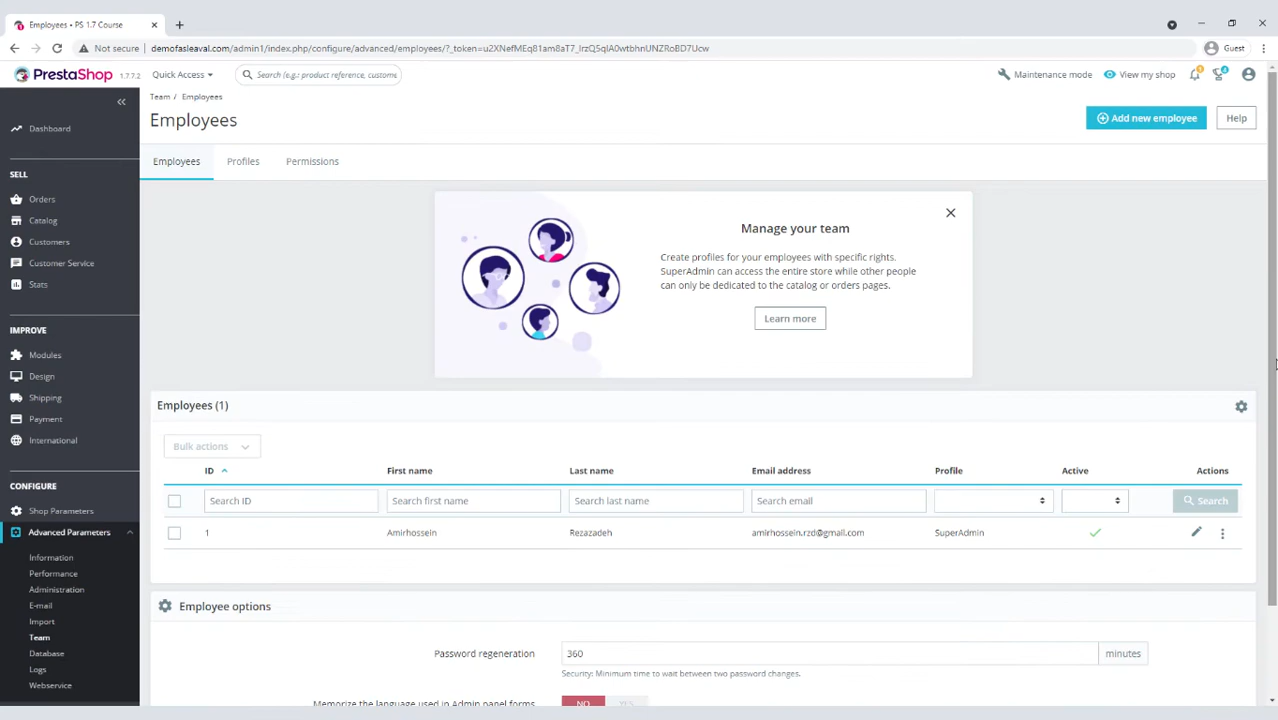 Employees • PS 1.7 Course
Not secure demofasleaval.com/admin1/index.php/configure/advanced/employees/?_token=u2XNefMEq81am8aT7_lrzQ5qIA0wtbhnUNZRoBD7Ucw
Guest
PrestaShop 1.7.7.2
Quick Access
Search (e.g.: product reference, custome
Maintenance mode
View my shop
Team / Employees
Employees
Add new employee
Help
Employees Profiles Permissions
Dashboard
SELL
Orders
Catalog
Customers
Customer Service
Stats
IMPROVE
Modules
Design
Shipping
Payment
International
CONFIGURE
Shop Parameters
Advanced Parameters
Information
Performance
Administration
E-mail
Import
Team
Database
Logs
Webservice
Manage your team
Create profiles for your employees with specific rights.
SuperAdmin can access the entire store while other people
can only be dedicated to the catalog or orders pages.
Learn more
Employees (1)
Bulk actions
ID First name Last name Email address Profile Active Actions
Search ID Search first name Search last name Search email Search
1 Amirhossein Rezazadeh amirhossein.rzd@gmail.com SuperAdmin
Employee options
Password regeneration 360 minutes
Security: Minimum time to wait between two password changes.
Memorize the language used in Admin panel forms NO YES